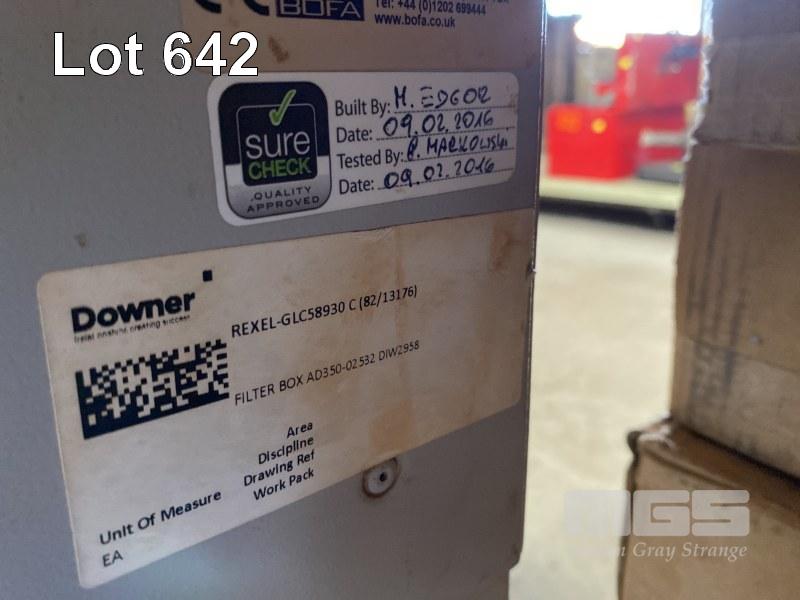 Lot 642
BOFA
Tel: +44 (0)1202 699444
www.bofa.co.uk
sure
CHECK
QUALITY
APPROVED
Built By: M. EDGOR
Date: 09.02.2016
Tested By: P. MARKOWSKI
Date: 09.02.2016
Downer
REXEL-GLC58930 C (82/13176)
FILTER BOX AD350-02532 DIW2958
Area
Discipline
Drawing Ref
Work Pack
Unit Of Measure
EA
Gray Strange